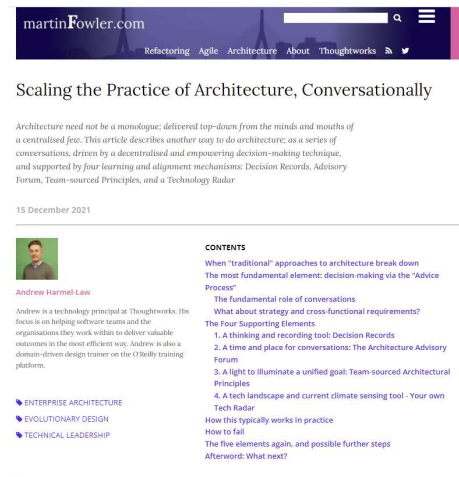 martinFowler.com
Refactoring Agile Architecture About Thoughtworks
Scaling the Practice of Architecture, Conversationally
Architecture need not be a monologue; delivered top-down from the minds and mouths of
a centralised few. This article describes another way to do architecture; as a series of
conversations, driven by a decentralised and empowering decision-making technique,
and supported by four learning and alignment mechanisms: Decision Records, Advisory
Forum, Team-sourced Principles, and a Technology Radar
15 December 2021
Andrew Harmel-Law
Andrew is a technology principal at Thoughtworks. His
focus is on helping software teams and the
organisations they work within to deliver valuable
outcomes in the most efficient way. Andrew is also a
domain-driven design trainer on the O'Reilly training
platform.
ENTERPRISE ARCHITECTURE
EVOLUTIONARY DESIGN
TECHNICAL LEADERSHIP
CONTENTS
When "traditional" approaches to architecture break down
The most fundamental element: decision-making via the "Advice
Process"
The fundamental role of conversations
What about strategy and cross-functional requirements?
The Four Supporting Elements
1. A thinking and recording tool: Decision Records
2. A time and place for conversations: The Architecture Advisory
Forum
3. A light to illuminate a unified goal: Team-sourced Architectural
Principles
4. A tech landscape and current climate sensing tool - Your own
Tech Radar
How this typically works in practice
How to fail
The five elements again, and possible further steps
Afterword: What next?